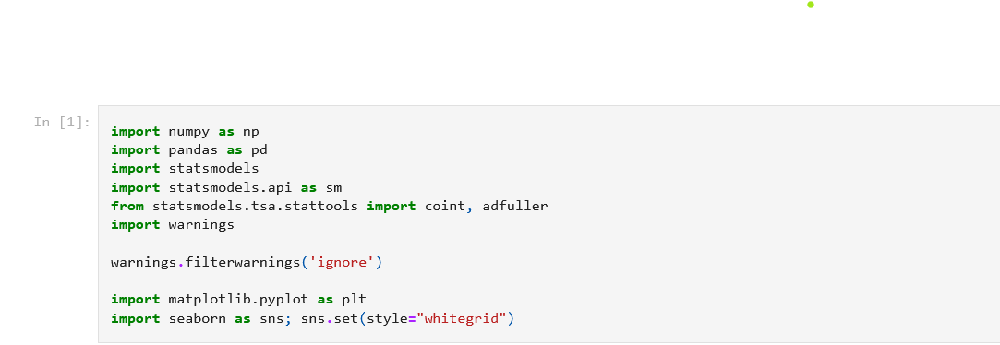 In [1]:
import numpy as np
import pandas as pd
import statsmodels
import statsmodels.api as sm
from statsmodels.tsa.stattools import coint, adfuller
import warnings
warnings.filterwarnings('ignore')
import matplotlib.pyplot as plt
import seaborn as sns; sns.set(style="whitegrid")